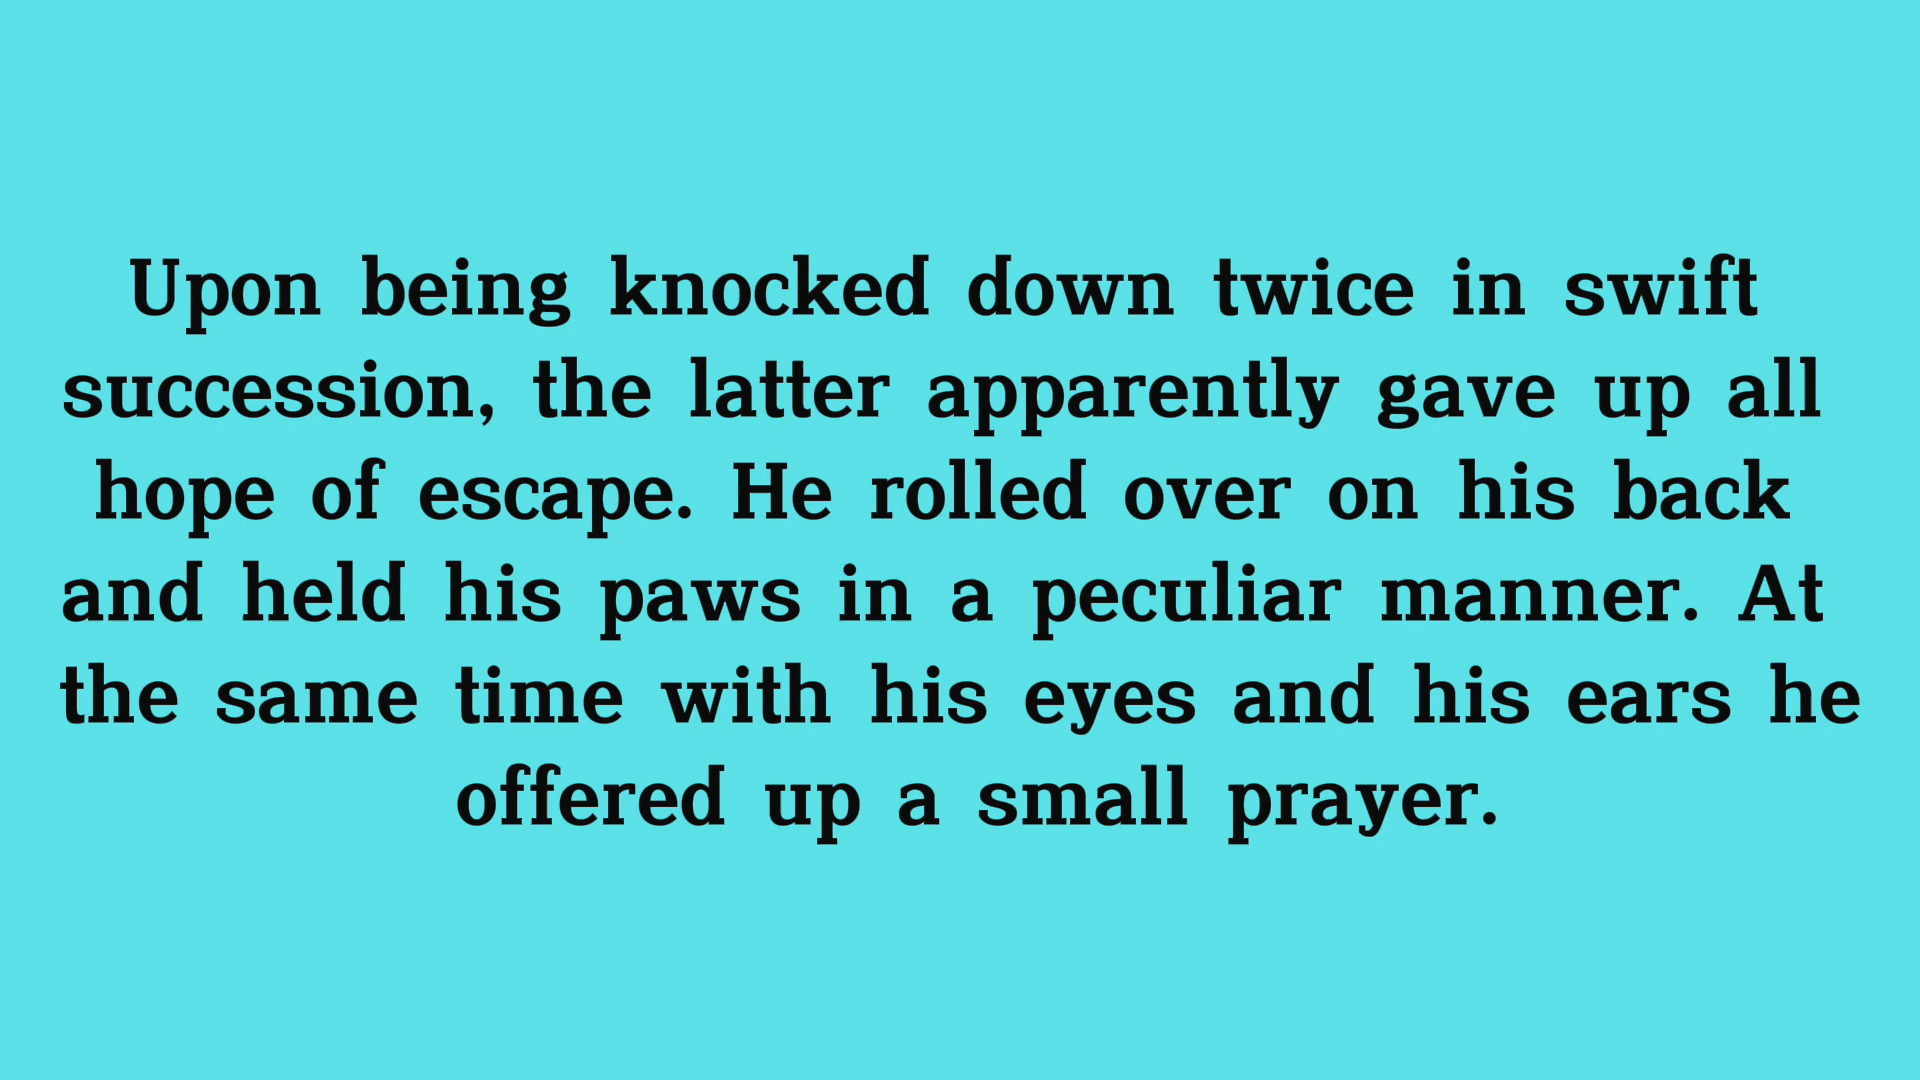 Upon being knocked down twice in swift
succession, the latter apparently gave up all
hope of escape. He rolled over on his back
and held his paws in a peculiar manner. At
the same time with his eyes and his ears he
offered up a small prayer.